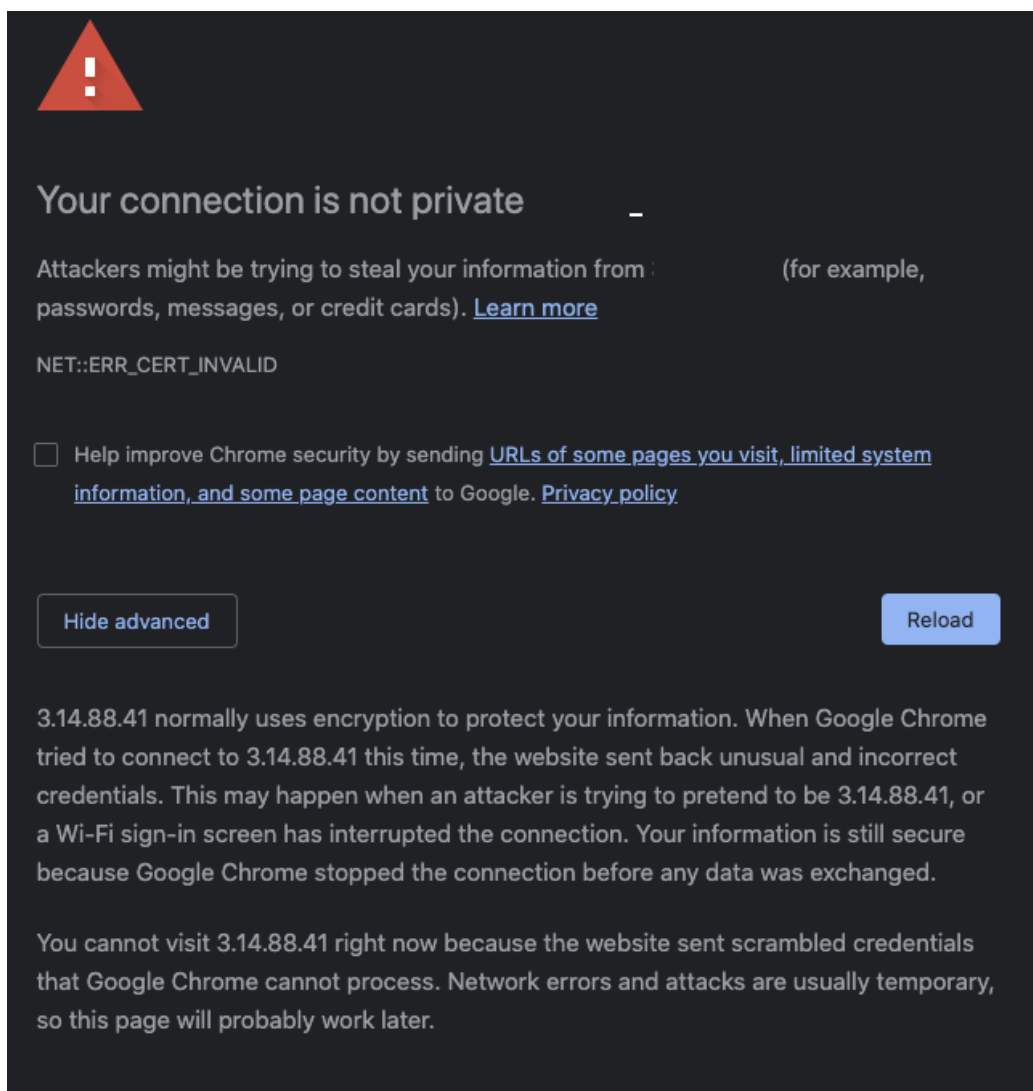 Your connection is not private
Attackers might be trying to steal your information from (for example,
passwords, messages, or credit cards). Learn more
NET::ERR_CERT_INVALID
Help improve Chrome security by sending URLs of some pages you visit, limited system
information, and some page content to Google. Privacy policy
Hide advanced
Reload
3.14.88.41 normally uses encryption to protect your information. When Google Chrome
tried to connect to 3.14.88.41 this time, the website sent back unusual and incorrect
credentials. This may happen when an attacker is trying to pretend to be 3.14.88.41, or
a Wi-Fi sign-in screen has interrupted the connection. Your information is still secure
because Google Chrome stopped the connection before any data was exchanged.
You cannot visit 3.14.88.41 right now because the website sent scrambled credentials
that Google Chrome cannot process. Network errors and attacks are usually temporary,
so this page will probably work later.